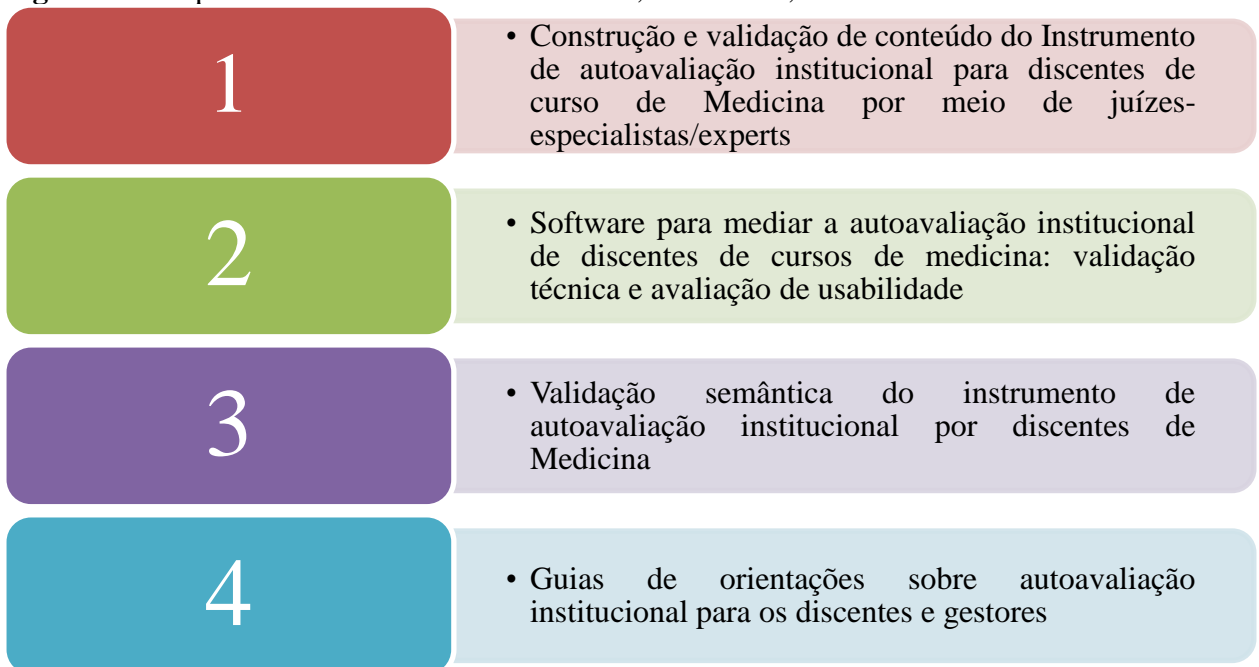 1
• Construção e validação de conteúdo do Instrumento
de autoavaliação institucional para discentes de
curso de Medicina por meio de juízes-
especialistas/experts
2
• Software para mediar a autoavaliação institucional
de discentes de cursos de medicina: validação
técnica e avaliação de usabilidade
3
• Validação semântica do instrumento de
autoavaliação institucional por discentes de
Medicina
4
• Guias de orientações sobre autoavaliação
institucional para os discentes e gestores